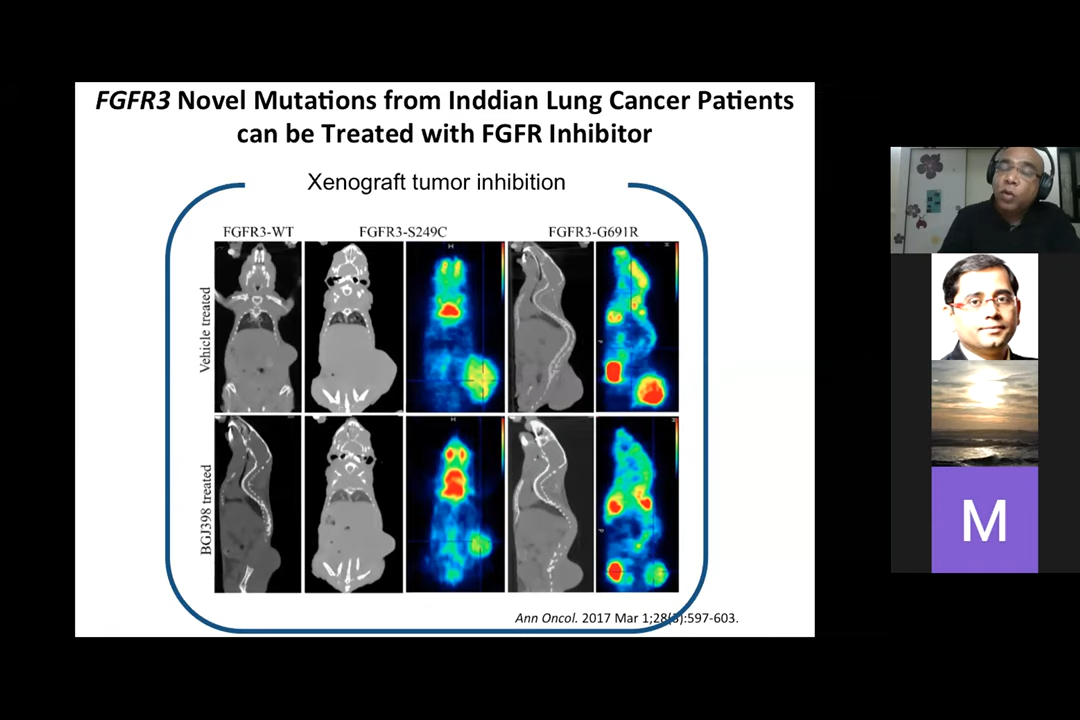 FGFR3 Novel Mutations from Inddian Lung Cancer Patients
can be Treated with FGFR Inhibitor
Xenograft tumor inhibition
FGFR3-WT
FGFR3-S249C
FGFR3-G691R
Vehicle treated
BGJ398 treated
Ann Oncol. 2017 Mar 1;28(3):597-603.
M